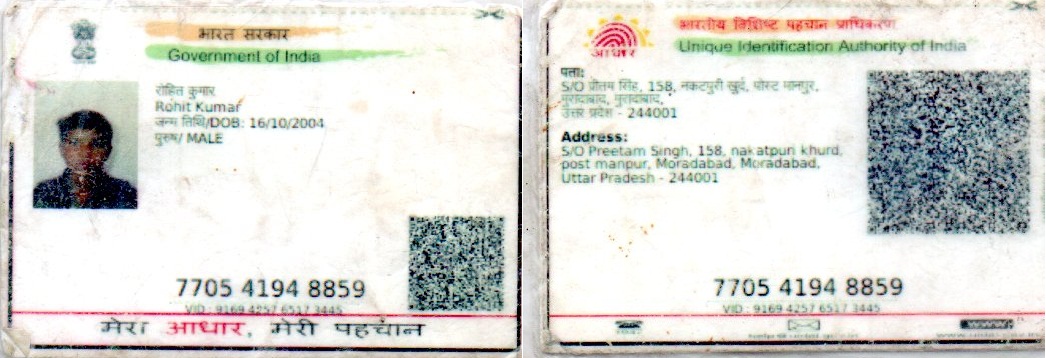 भारत सरकार
Government of India
रोहित कुमार
Rohit Kumar
जन्म तिथि/DOB: 16/10/2004
पुरुष/ MALE
7705 4194 8859
VID : 9169 4257 6517 3445
मेरा आधार, मेरी पहचान
भारतीय विशिष्ट पहचान प्राधिकरण
Unique Identification Authority of India
आधार
पता:
S/O प्रीतम सिंह, 158, नकटपुरी खुर्द, पोस्ट मानपुर,
मुरादाबाद, मुरादाबाद,
उत्तर प्रदेश - 244001
Address:
S/O Preetam Singh, 158, nakatpuri khurd,
post manpur, Moradabad, Moradabad,
Uttar Pradesh - 244001
7705 4194 8859
VID : 9169 4257 6517 3445